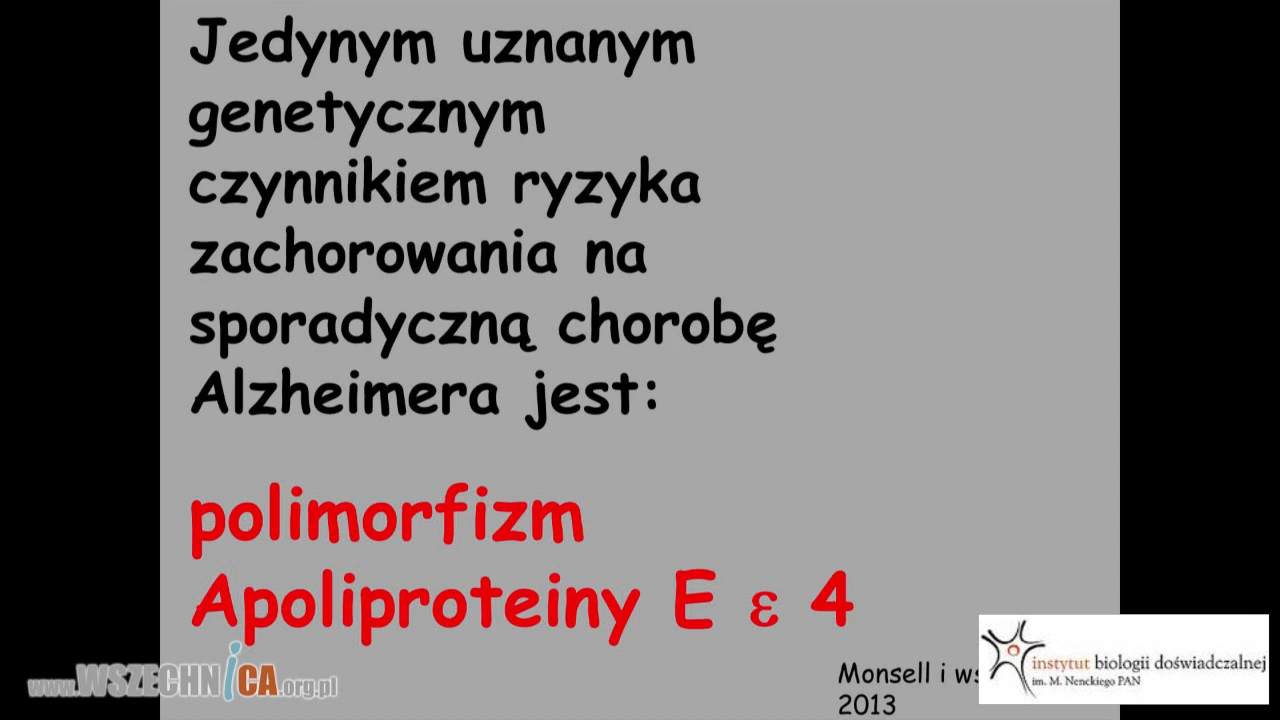 Jedynym uznanym
genetycznym
czynnikiem ryzyka
zachorowania na
sporadyczną chorobę
Alzheimera jest:
polimorfizm
Apoliproteiny E ε 4
Monsell i
2013
www.WSZECHNICA.org.pl
instytut biologii doświadczalnej
im. M. Nenckiego PAN